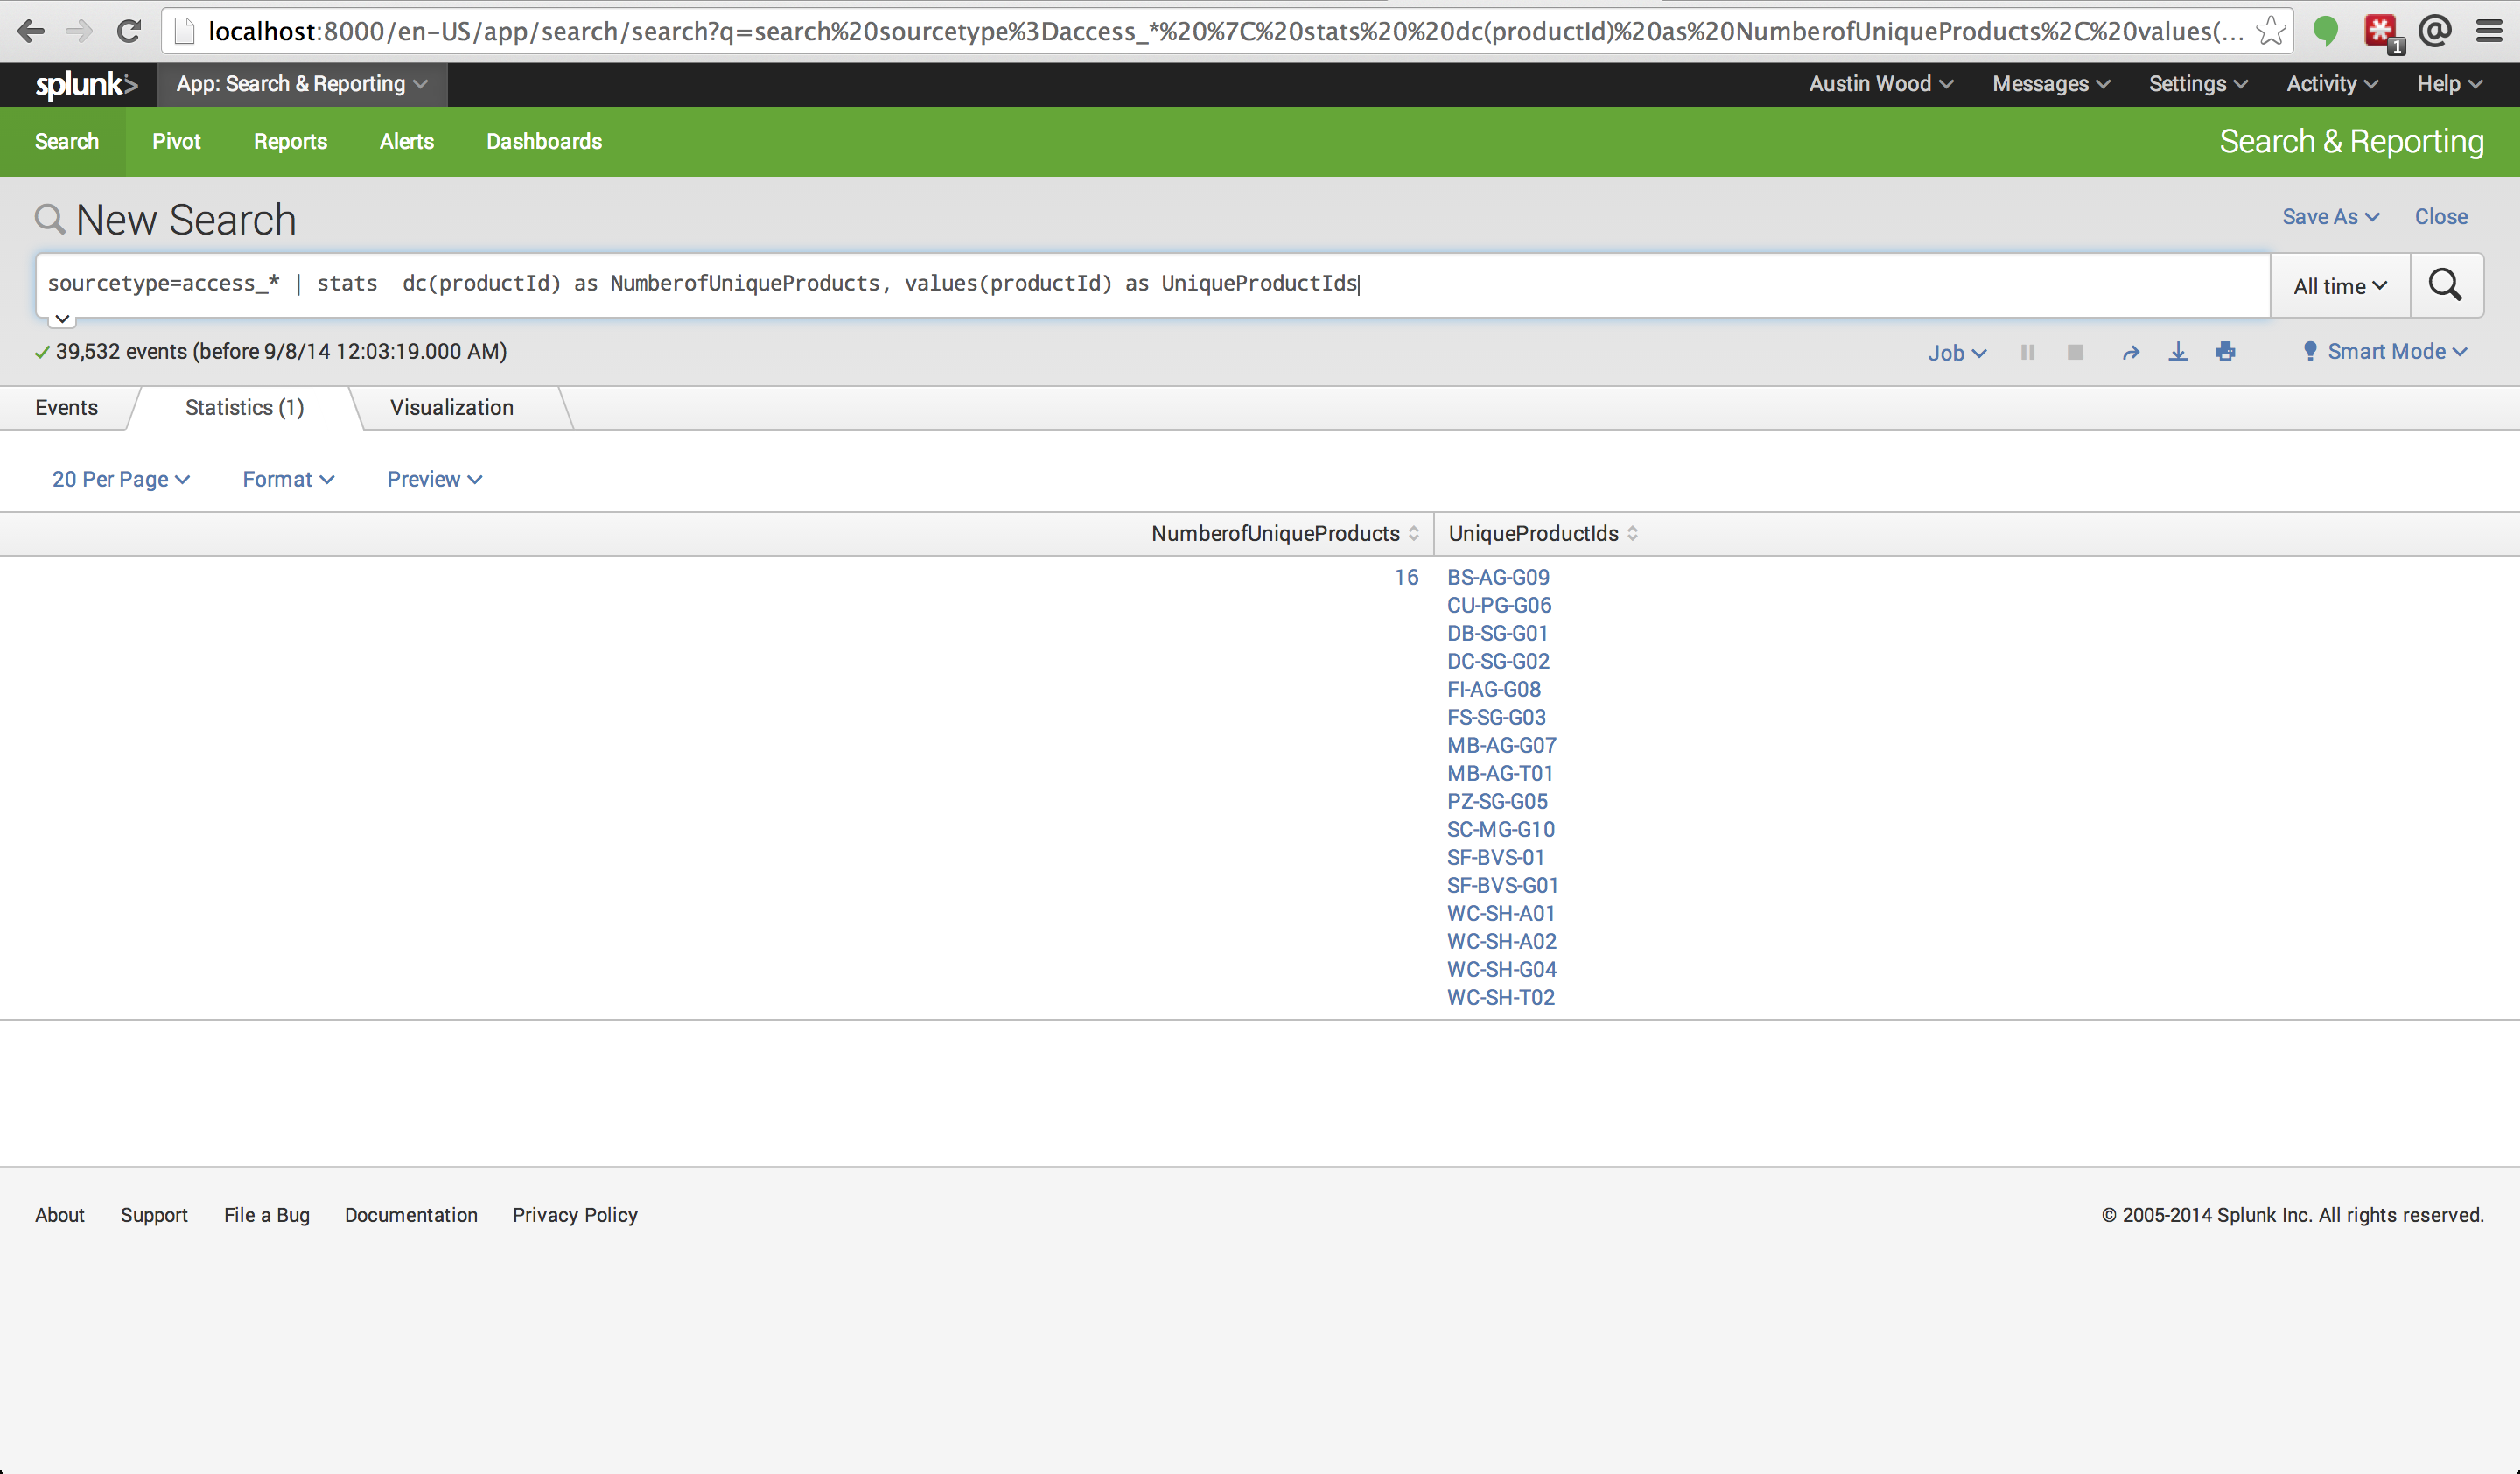 localhost:8000/en-US/app/search/search?q=search%20sourcetype%3Daccess_*%20%7C%20stats%20%20dc(productId)%20as%20NumberofUniqueProducts%2C%20values(...
1
splunk> App: Search & Reporting Austin Wood Messages Settings Activity Help
Search Pivot Reports Alerts Dashboards Search & Reporting
New Search Save As Close
sourcetype=access_* | stats  dc(productId) as NumberofUniqueProducts, values(productId) as UniqueProductIds All time
39,532 events (before 9/8/14 12:03:19.000 AM) Job Smart Mode
Events Statistics (1) Visualization
20 Per Page Format Preview
NumberofUniqueProducts UniqueProductIds
16 BS-AG-G09
CU-PG-G06
DB-SG-G01
DC-SG-G02
FI-AG-G08
FS-SG-G03
MB-AG-G07
MB-AG-T01
PZ-SG-G05
SC-MG-G10
SF-BVS-01
SF-BVS-G01
WC-SH-A01
WC-SH-A02
WC-SH-G04
WC-SH-T02
About Support File a Bug Documentation Privacy Policy © 2005-2014 Splunk Inc. All rights reserved.